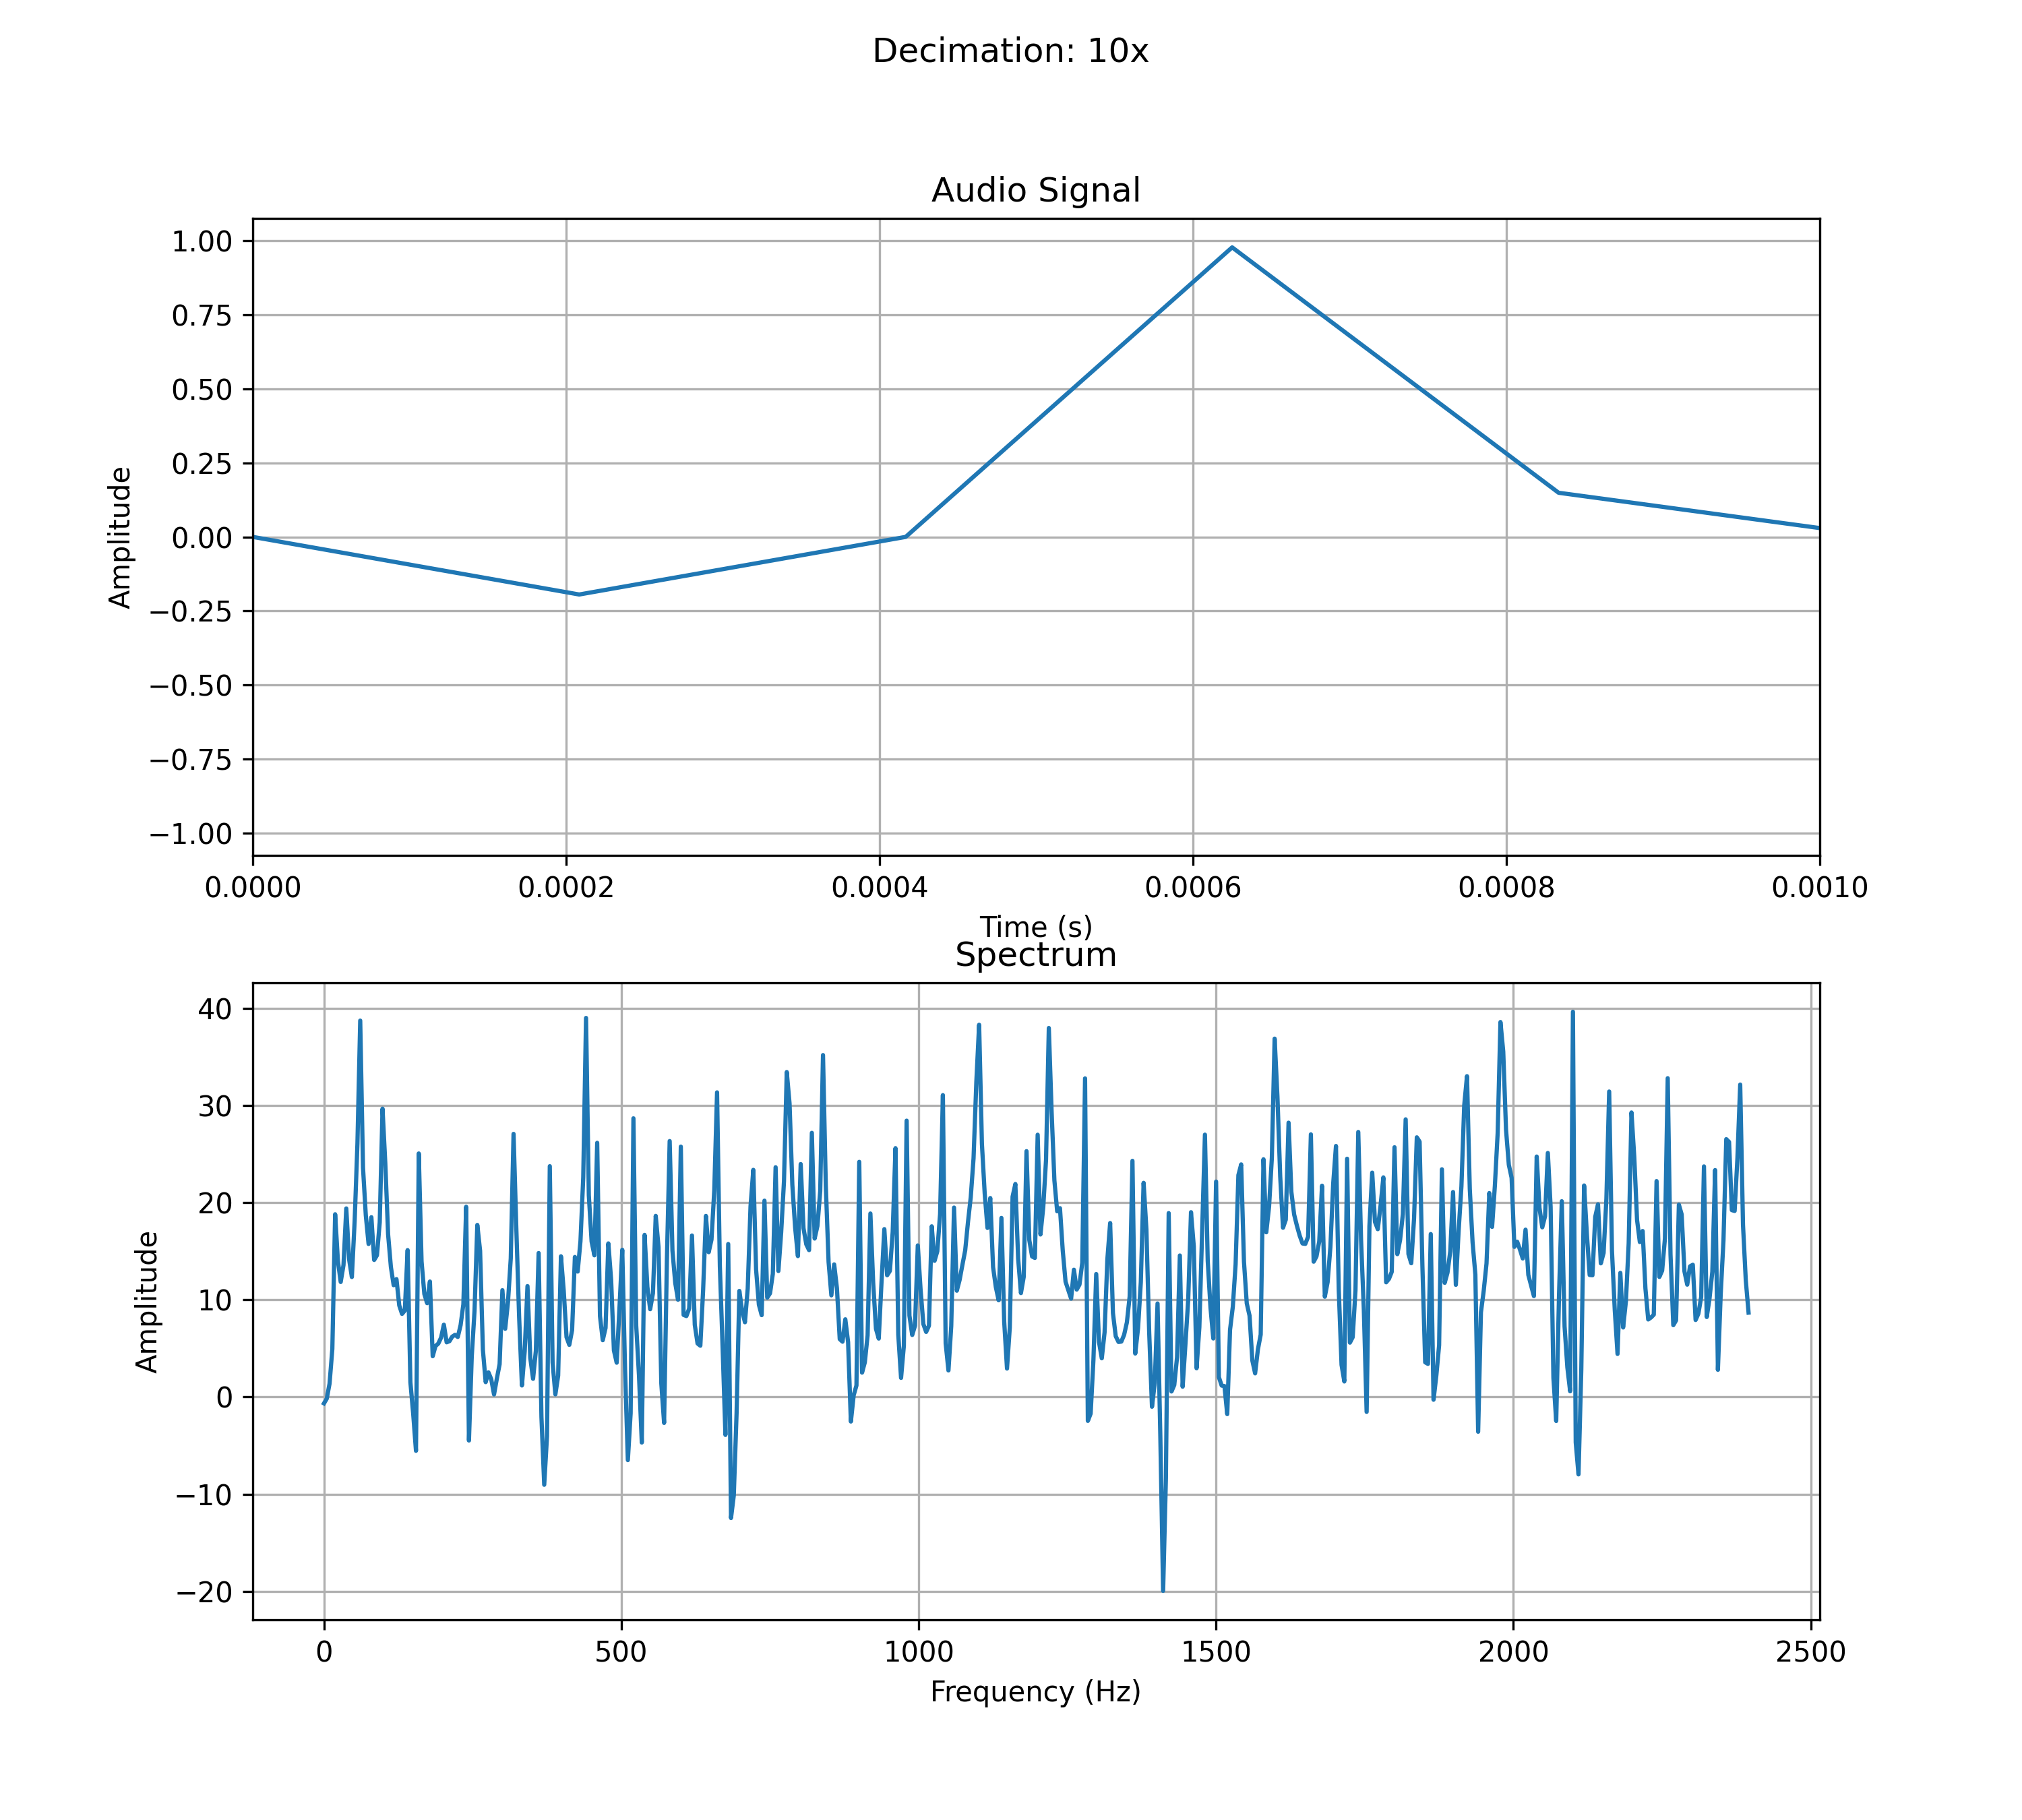 Decimation: 10x
Audio Signal
Amplitude
1.00
0.75
0.50
0.25
0.00
−0.25
−0.50
−0.75
−1.00
0.0000 0.0002 0.0004 0.0006 0.0008 0.0010
Time (s)
Spectrum
Amplitude
40
30
20
10
0
−10
−20
0 500 1000 1500 2000 2500
Frequency (Hz)